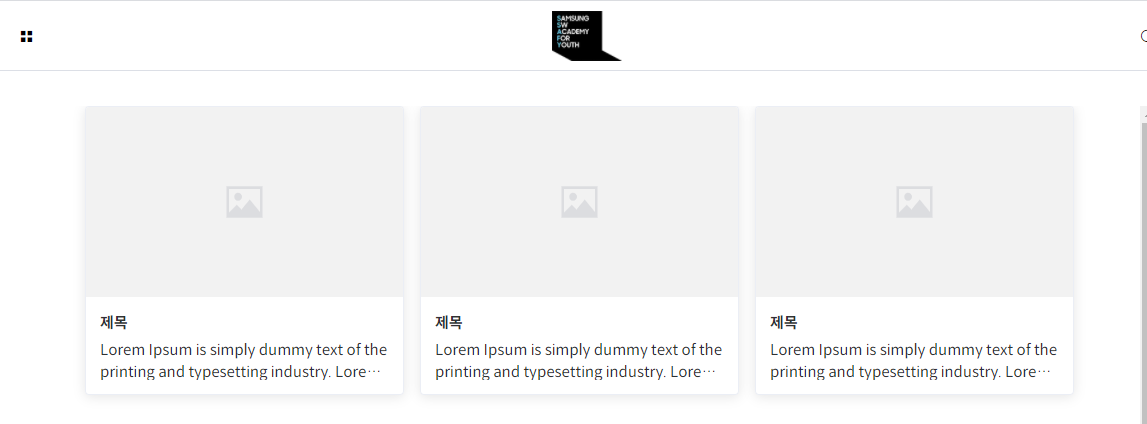 SAMSUNG
SW
ACADEMY
FOR
YOUTH
제목
Lorem Ipsum is simply dummy text of the
printing and typesetting industry. Lore···
제목
Lorem Ipsum is simply dummy text of the
printing and typesetting industry. Lore···
제목
Lorem Ipsum is simply dummy text of the
printing and typesetting industry. Lore···